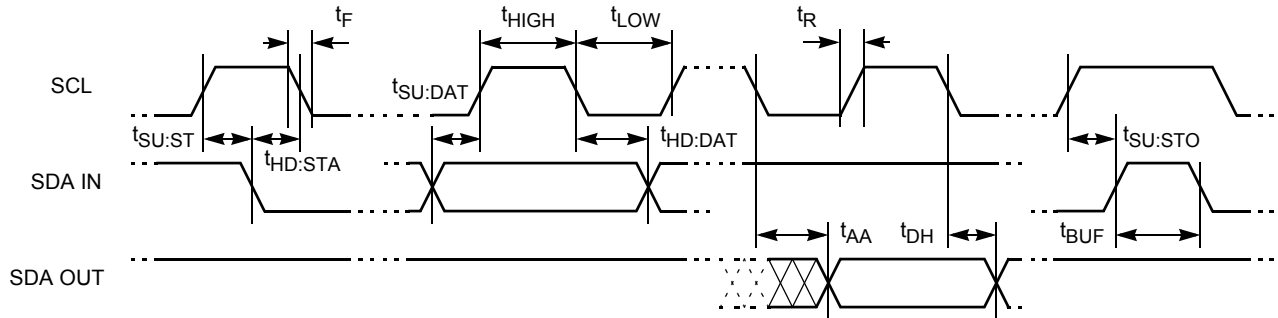 tF
tHIGH
tLOW
tR
SCL
tSU:DAT
tSU:ST
tHD:STA
tHD:DAT
tSU:STO
SDA IN
tAA
tDH
tBUF
SDA OUT